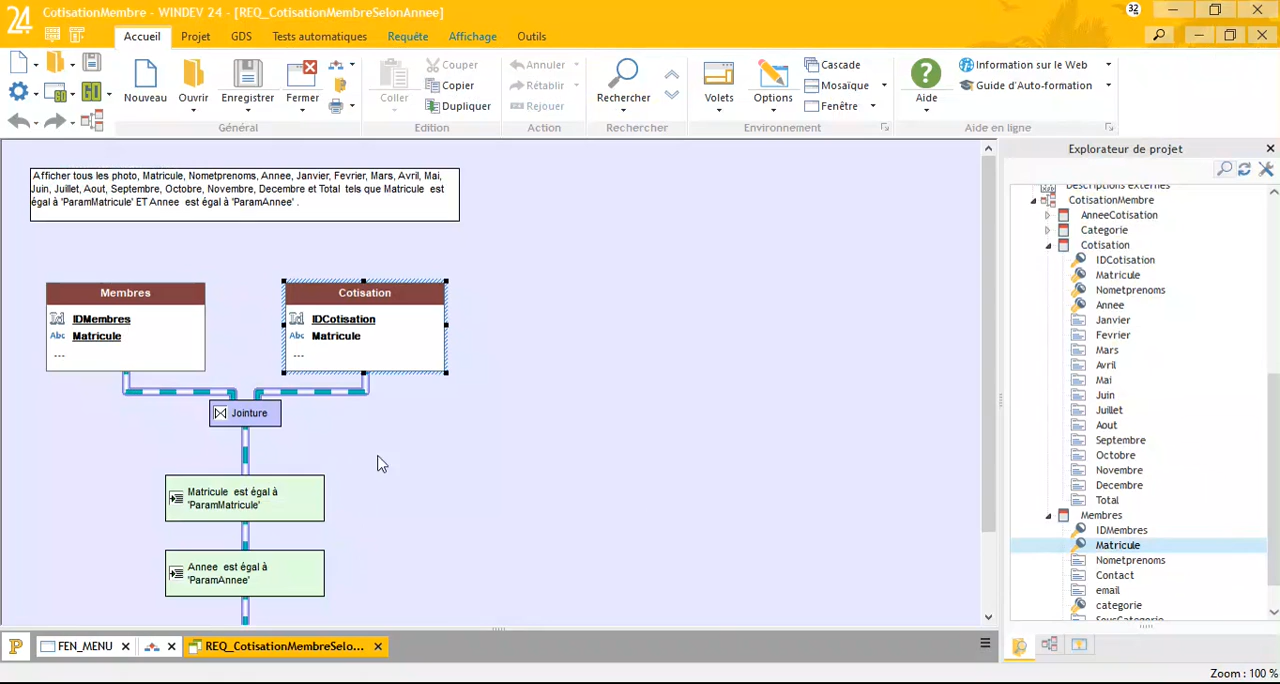 24
CotisationMembre - WINDEV 24 - [REQ_CotisationMembreSelonAnnee]
32
Accueil
Projet
GDS
Tests automatiques
Requête
Affichage
Outils
GO
Nouveau
Ouvrir
Enregistrer
Fermer
Général
Coller
Couper
Copier
Dupliquer
Edition
Annuler
Rétablir
Rejouer
Action
Rechercher
Rechercher
Volets
Options
Cascade
Mosaïque
Fenêtre
Environnement
Aide
Information sur le Web
Guide d'Auto-formation
Aide en ligne
Afficher tous les photo, Matricule, Nometprenoms, Annee, Janvier, Fevrier, Mars, Avril, Mai,
Juin, Juillet, Aout, Septembre, Octobre, Novembre, Decembre et Total tels que Matricule est
égal à 'ParamMatricule' ET Annee est égal à 'ParamAnnee' .
Membres
Id IDMembres
Abc Matricule
---
Cotisation
Id IDCotisation
Abc Matricule
---
Jointure
Matricule est égal à
'ParamMatricule'
Annee est égal à
'ParamAnnee'
Explorateur de projet
Descriptions externes
CotisationMembre
AnneeCotisation
Categorie
Cotisation
IDCotisation
Matricule
Nometprenoms
Annee
Janvier
Fevrier
Mars
Avril
Mai
Juin
Juillet
Aout
Septembre
Octobre
Novembre
Decembre
Total
Membres
IDMembres
Matricule
Nometprenoms
Contact
email
categorie
SousCategorie
P
FEN_MENU
REQ_CotisationMembreSelo...
Zoom : 100 %